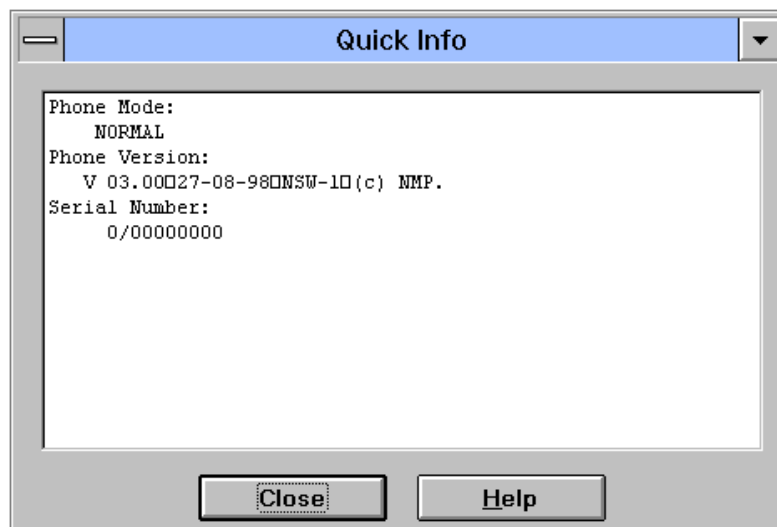 Quick Info
Phone Mode:
NORMAL
Phone Version:
V 03.00□27-08-98□NSW-1□(c) NMP.
Serial Number:
0/00000000
Close
Help